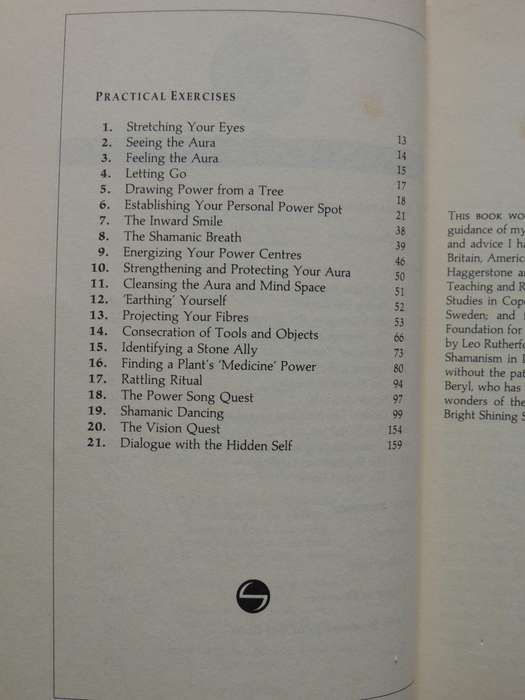 PRACTICAL EXERCISES
1. Stretching Your Eyes 13
2. Seeing the Aura 14
3. Feeling the Aura 15
4. Letting Go 17
5. Drawing Power from a Tree 18
6. Establishing Your Personal Power Spot 21
7. The Inward Smile 38
8. The Shamanic Breath 39
9. Energizing Your Power Centres 46
10. Strengthening and Protecting Your Aura 50
11. Cleansing the Aura and Mind Space 51
12. 'Earthing' Yourself 52
13. Projecting Your Fibres 53
14. Consecration of Tools and Objects 66
15. Identifying a Stone Ally 73
16. Finding a Plant's 'Medicine' Power 80
17. Rattling Ritual 94
18. The Power Song Quest 97
19. Shamanic Dancing 99
20. The Vision Quest 154
21. Dialogue with the Hidden Self 159
THIS BOOK WO
guidance of my
and advice I ha
Britain, Americ
Haggerstone a
Teaching and R
Studies in Cop
Sweden; and
Foundation for
by Leo Rutherf
Shamanism in
without the pat
Beryl, who has
wonders of the
Bright Shining S